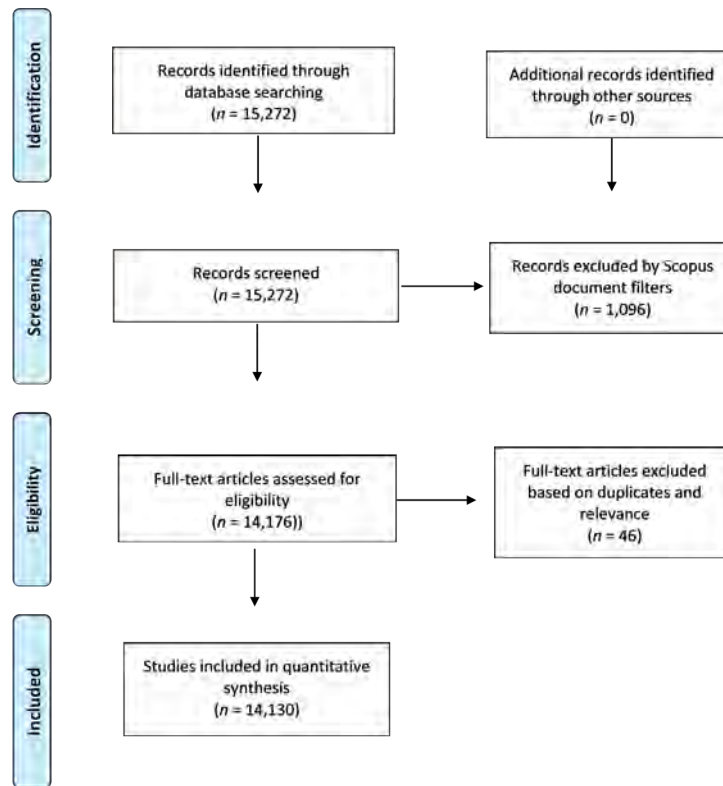 Identification
Records identified through
database searching
(n = 15,272)
Additional records identified
through other sources
(n = 0)
Screening
Records screened
(n = 15,272)
Records excluded by Scopus
document filters
(n = 1,096)
Eligibility
Full-text articles assessed for
eligibility
(n = 14,176))
Full-text articles excluded
based on duplicates and
relevance
(n = 46)
Included
Studies included in quantitative
synthesis
(n = 14,130)